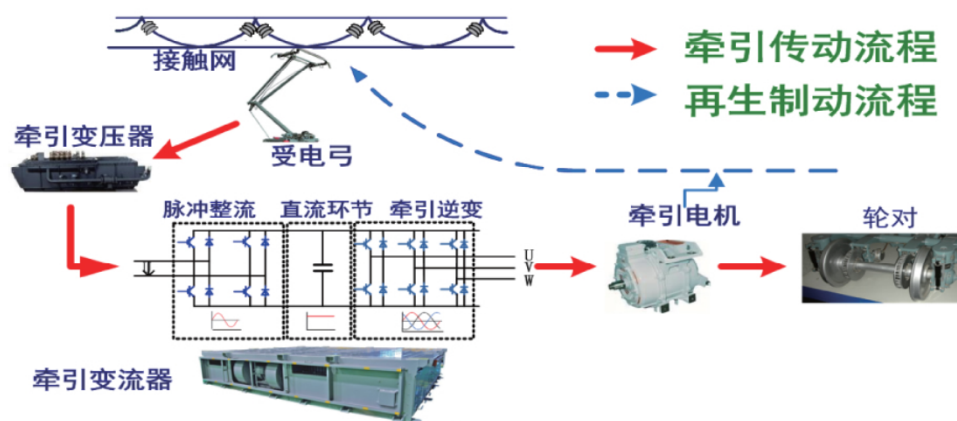 牵引传动流程
接触网
再生制动流程
牵引变压器
受电弓
脉冲整流
直流环节
牵引逆变
牵引电机
轮对
U
V
W
牵引变流器